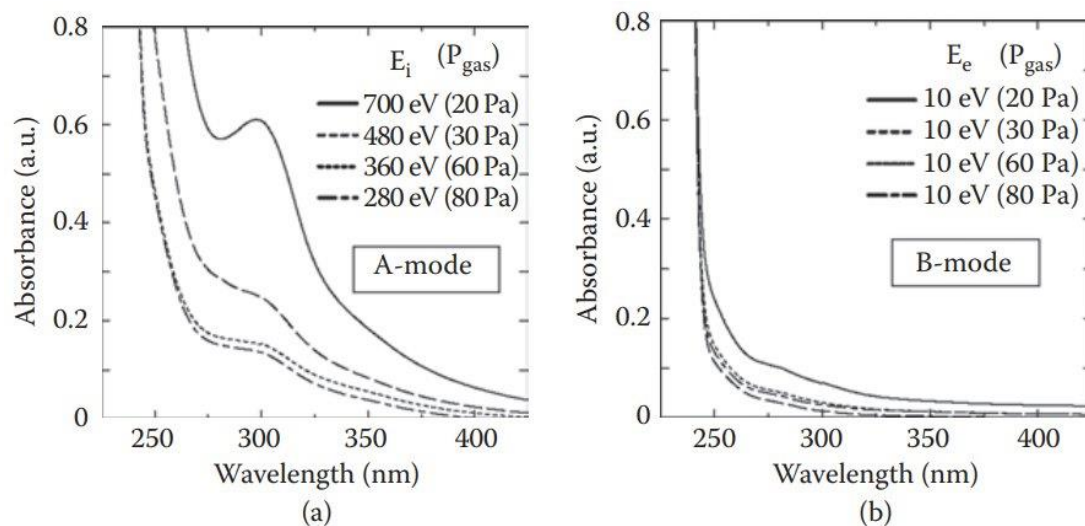 0.8
0.6
0.4
0.2
0
Absorbance (a.u.)
E_i (P_gas)
700 eV (20 Pa)
480 eV (30 Pa)
360 eV (60 Pa)
280 eV (80 Pa)
A-mode
250 300 350 400
Wavelength (nm)
(a)
0.8
0.6
0.4
0.2
0
Absorbance (a.u.)
E_e (P_gas)
10 eV (20 Pa)
10 eV (30 Pa)
10 eV (60 Pa)
10 eV (80 Pa)
B-mode
250 300 350 400
Wavelength (nm)
(b)